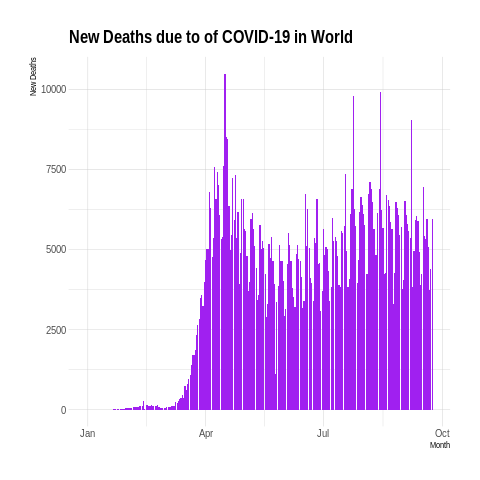 New Deaths due to of COVID-19 in World
New Deaths
10000
7500
5000
2500
0
Jan
Apr
Jul
Oct
Month